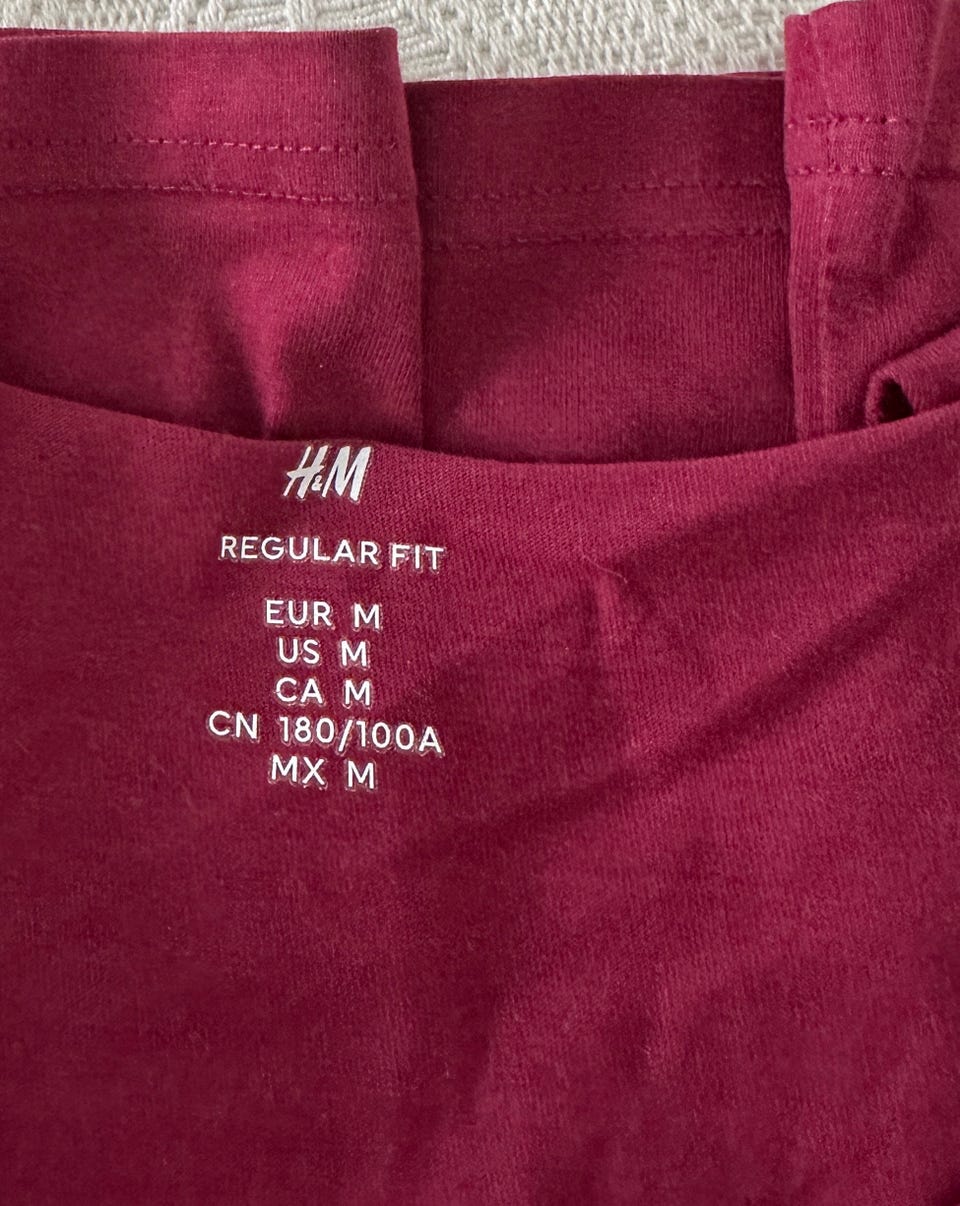 H&M
REGULAR FIT
EUR M
US M
CA M
CN 180/100A
MX M